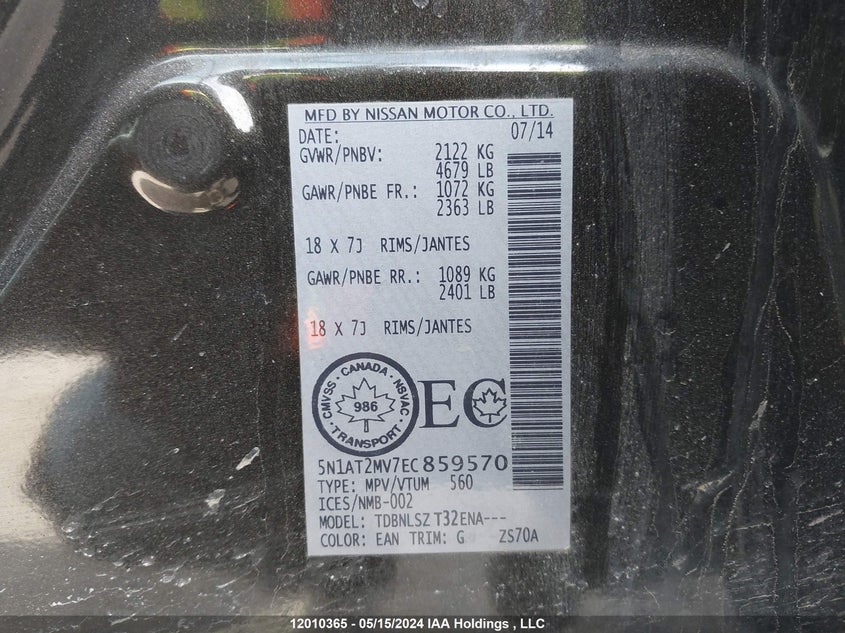 MFD BY NISSAN MOTOR CO., LTD.
DATE: 07/14
GVWR/PNBV: 2122 KG
4679 LB
GAWR/PNBE FR.: 1072 KG
2363 LB
18 X 7J RIMS/JANTES
GAWR/PNBE RR.: 1089 KG
2401 LB
18 X 7J RIMS/JANTES
CMVSS · CANADA · NSVAC · TRANSPORT ·
986
EC
5N1AT2MV7EC859570
TYPE: MPV/VTUM 560
ICES/NMB-002
MODEL: TDBNLSZ T32ENA---
COLOR: EAN TRIM: G ZS70A
12010365 - 05/15/2024 IAA Holdings , LLC